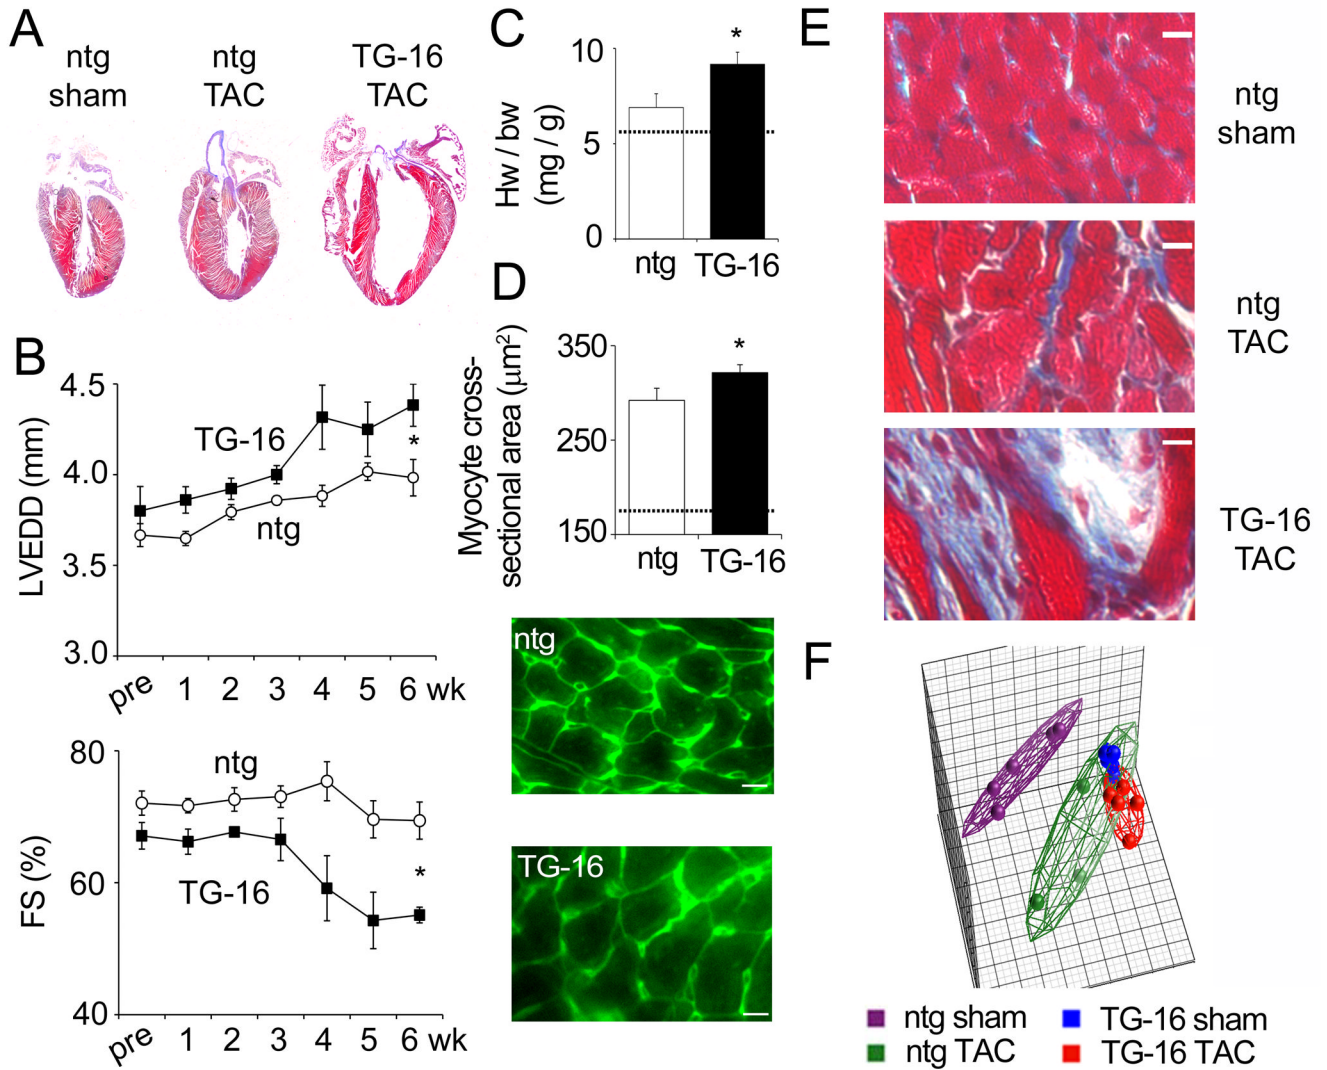 A
ntg
sham
ntg
TAC
TG-16
TAC
B
4.5
4.0
3.5
3.0
LVEDD (mm)
TG-16
ntg
*
pre 1 2 3 4 5 6 wk
80
60
40
FS (%)
ntg
TG-16
*
pre 1 2 3 4 5 6 wk
C
10
5
0
Hw / bw
(mg / g)
*
ntg TG-16
D
350
250
150
Myocyte cross-
sectional area (μm²)
*
ntg TG-16
ntg
TG-16
E
ntg
sham
ntg
TAC
TG-16
TAC
F
ntg sham
TG-16 sham
ntg TAC
TG-16 TAC